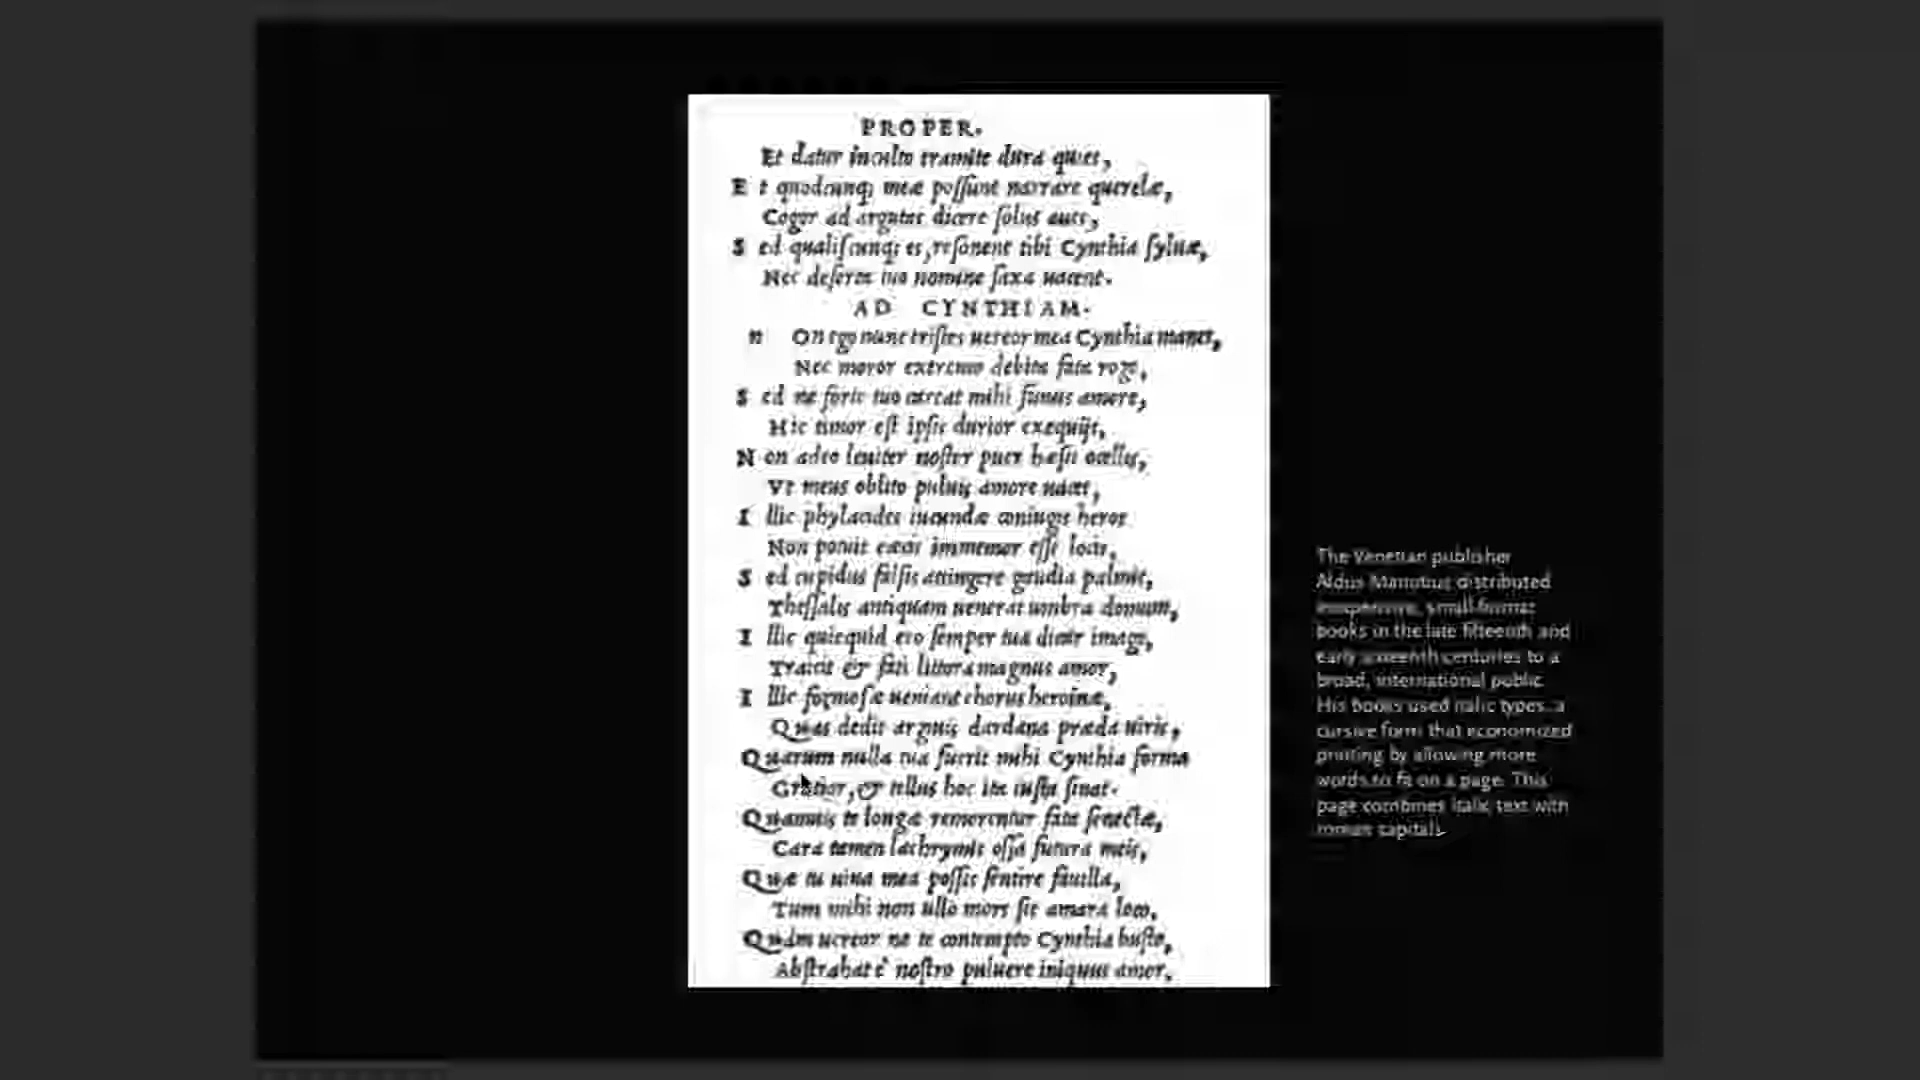 PROPER.
Et datur inculto tramite dura quies,
E t quodcunq; meæ poſſunt narrare querelæ,
Cogor ad argutas dicere ſolus aues,
S ed qualiſcunq; es, reſonent tibi Cynthia ſyluæ,
Nec deſerta tuo nomine ſaxa uacent.
AD CYNTHIAM.
n On ego nunc triſtes uereor mea Cynthia manes,
Nec moror extremo debita fata rogo,
S ed ne forte tuo careat mihi funus amore,
Hic timor eſt ipſis durior exequijs,
N on adeo leuiter noſter puer hæſit ocellis,
Vt meus oblito puluis amore uacet,
I llic phylacides iucundæ coniugis heros
Non potuit cæcis immemor eſſe locis,
S ed cupidus falſis attingere gaudia palmis,
Theſſalis antiquam uenerat umbra domum,
I llic quicquid ero ſemper tua dicar imago,
Traicit & fati littora magnus amor,
I llic formoſæ ueniant chorus heroinæ,
Quas dedit arguis dardana præda uiris,
Quarum nulla tua fuerit mihi Cynthia forma
Gratior, & tellus hoc ita iuſta ſinat.
Quamuis te longæ remorentur fata ſenectæ,
Cara tamen lachrymis oſſa futura meis,
Quæ tu uiua mea poſſis ſentire fauilla,
Tum mihi non ullo mors ſit amara loco,
Quàm uereor ne te contempto Cynthia buſto,
Abſtrahat è noſtro puluere iniquus amor.
The Venetian publisher
Aldus Manutius distributed
inexpensive, small-format
books in the late fifteenth and
early sixteenth centuries to a
broad, international public.
His books used italic types, a
cursive form that economized
printing by allowing more
words to fit on a page. This
page combines italic text with
roman capitals.